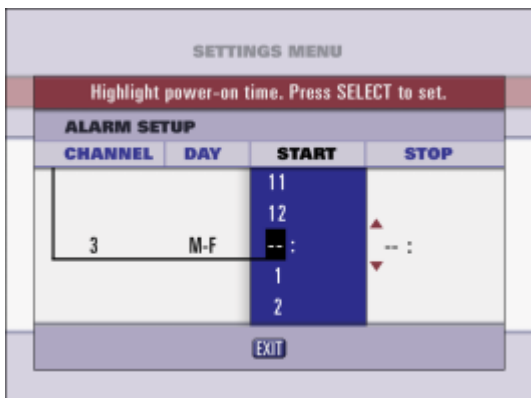 SETTINGS MENU
Highlight power-on time. Press SELECT to set.
ALARM SETUP
CHANNEL DAY START STOP
11
12
3 M-F -- : -- :
1
2
EXIT